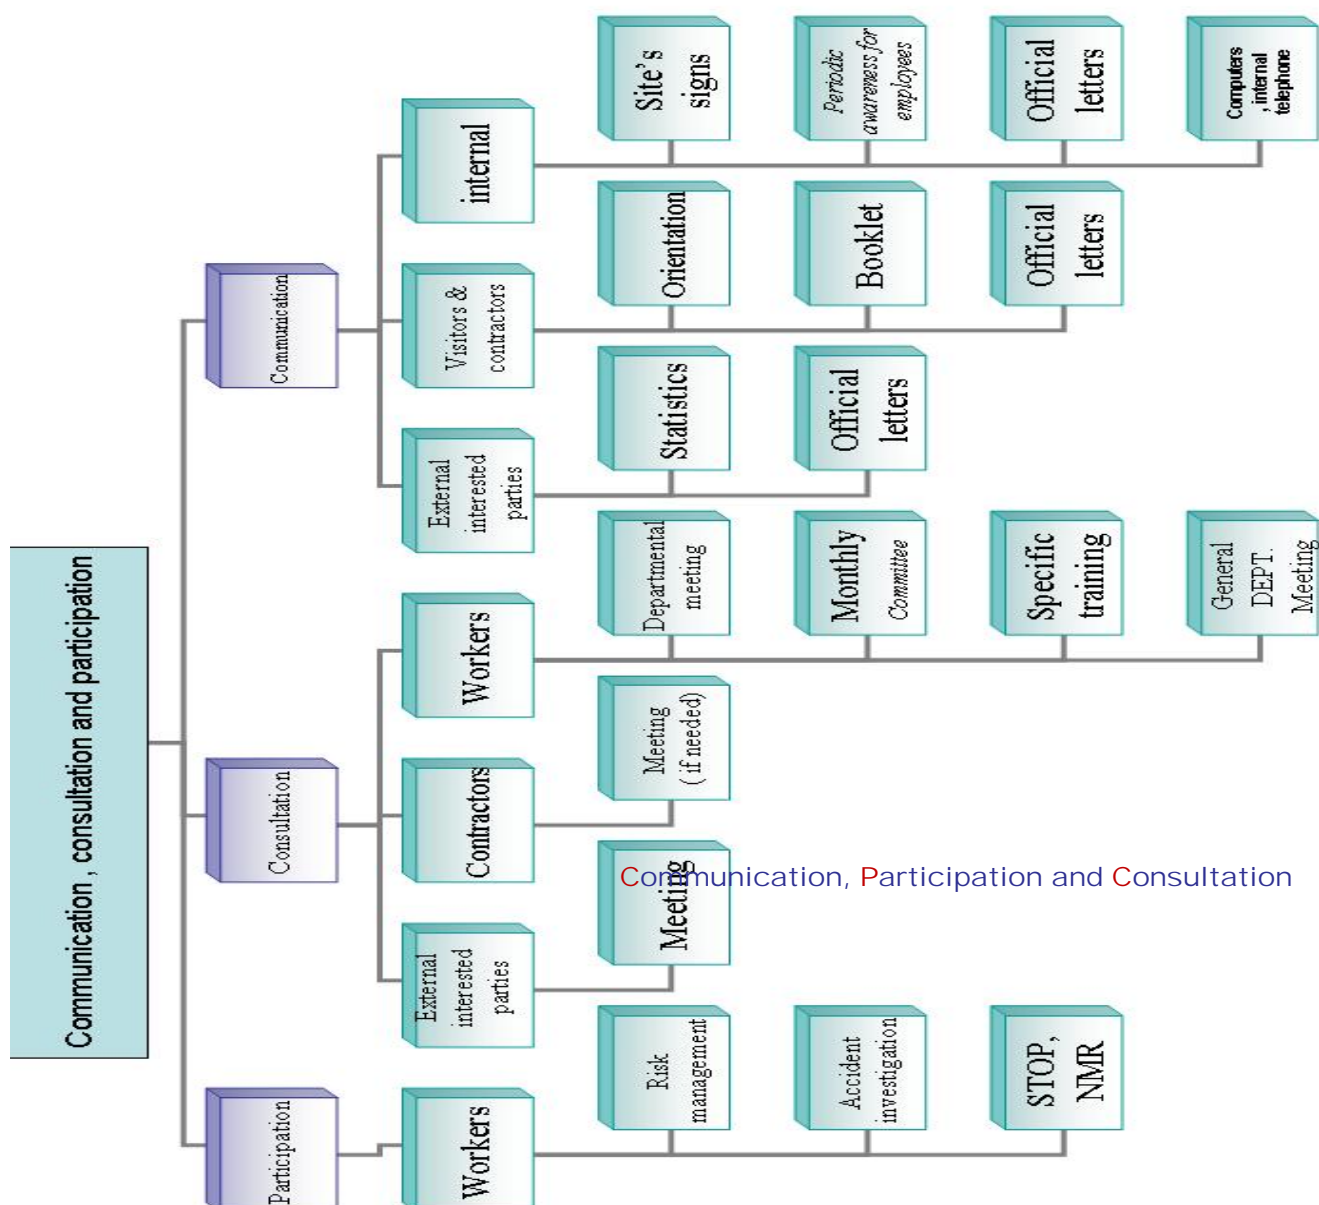 Communication , consultation and participation
Participation
Consultation
Communication
Workers
External
interested
parties
Contractors
Workers
External
interested
parties
Visitors &
contractors
internal
Risk
management
Accident
investigation
STOP,
NMR
Meeting
Meeting
( if needed)
Departmental
meeting
Monthly
Committee
Specific
training
General
DEPT.
Meeting
Statistics
Official
letters
Orientation
Booklet
Official
letters
Site's
signs
Periodic
awareness for
employees
Official
letters
Computers
, internal
telephone
Communication, Participation and Consultation